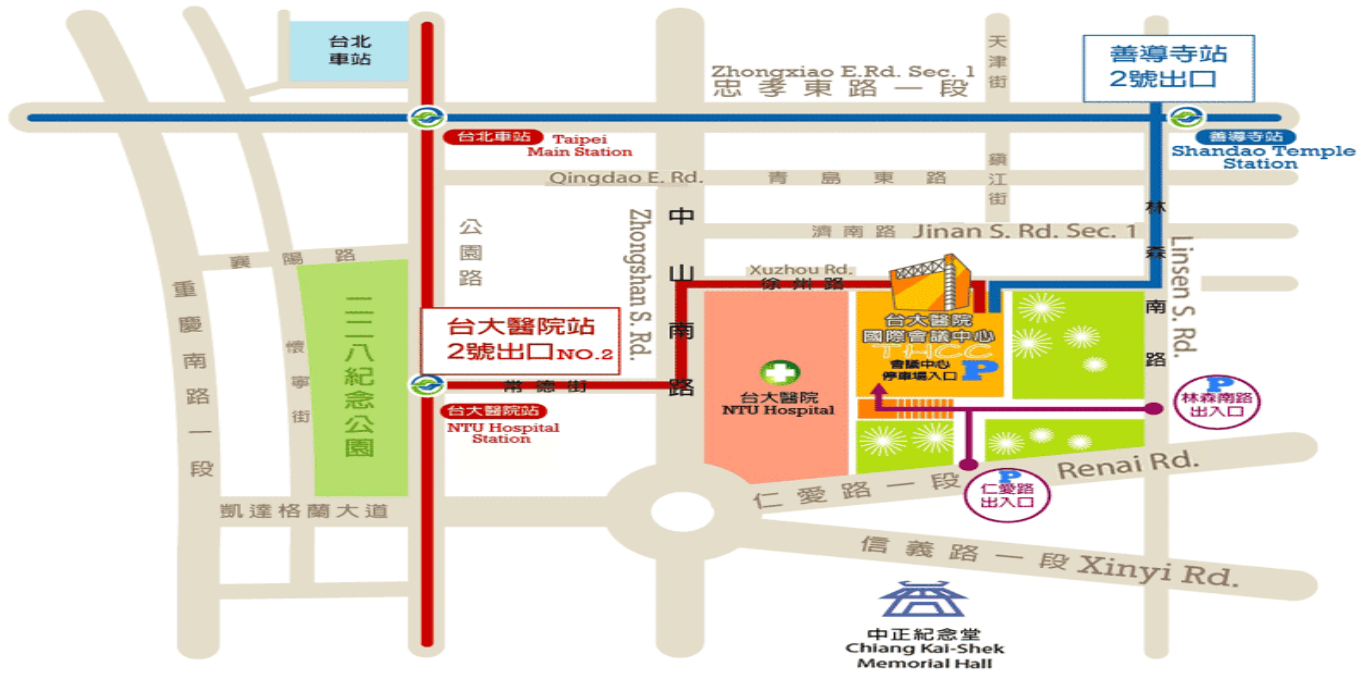 台北
車站
Zhongxiao E.Rd. Sec. 1
忠孝東路一段
天津街
善導寺站
2號出口
台北車站
Taipei
Main Station
善導寺站
Shandao Temple
Station
Qingdao E. Rd.
青島東路
鎮江街
公園路
Zhongshan S. Rd.
中山南路
濟南路
Jinan S. Rd. Sec. 1
林森南路
Linsen S. Rd.
襄陽路
Xuzhou Rd.
徐州路
重慶南路一段
懷寧街
二二八紀念公園
台大醫院站
2號出口NO.2
常德街
台大醫院站
NTU Hospital
Station
台大醫院
NTU Hospital
台大醫院
國際會議中心
THCC
會議中心
停車場入口
P
P
林森南路
出入口
P
仁愛路
出入口
仁愛路一段
Renai Rd.
凱達格蘭大道
信義路一段
Xinyi Rd.
中正紀念堂
Chiang Kai-Shek
Memorial Hall